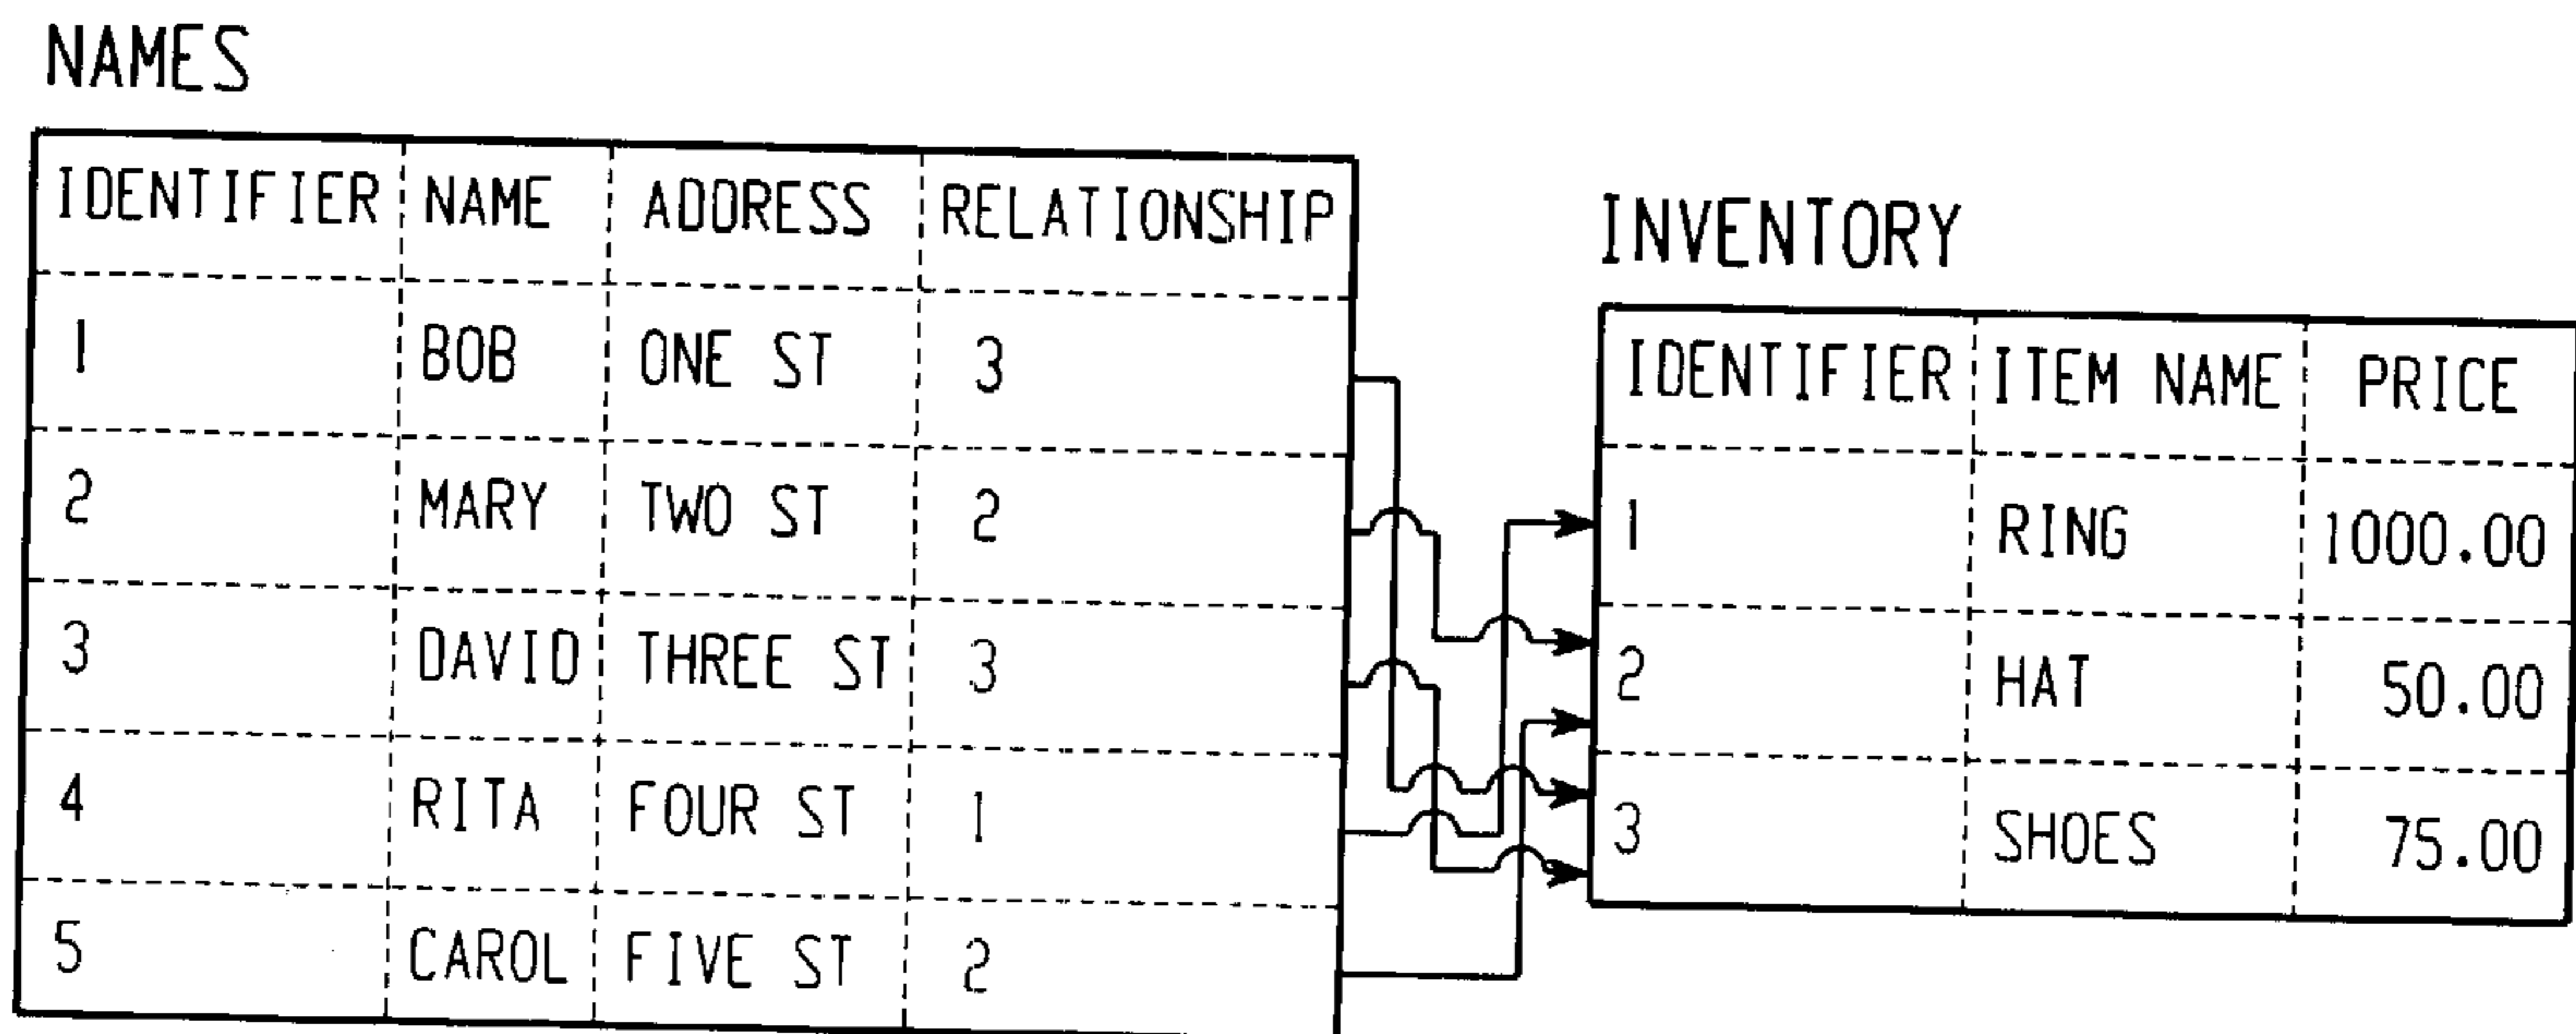 NAMES
IDENTIFIER NAME ADDRESS RELATIONSHIP
1 BOB ONE ST 3
2 MARY TWO ST 2
3 DAVID THREE ST 3
4 RITA FOUR ST 1
5 CAROL FIVE ST 2
INVENTORY
IDENTIFIER ITEM NAME PRICE
1 RING 1000.00
2 HAT 50.00
3 SHOES 75.00